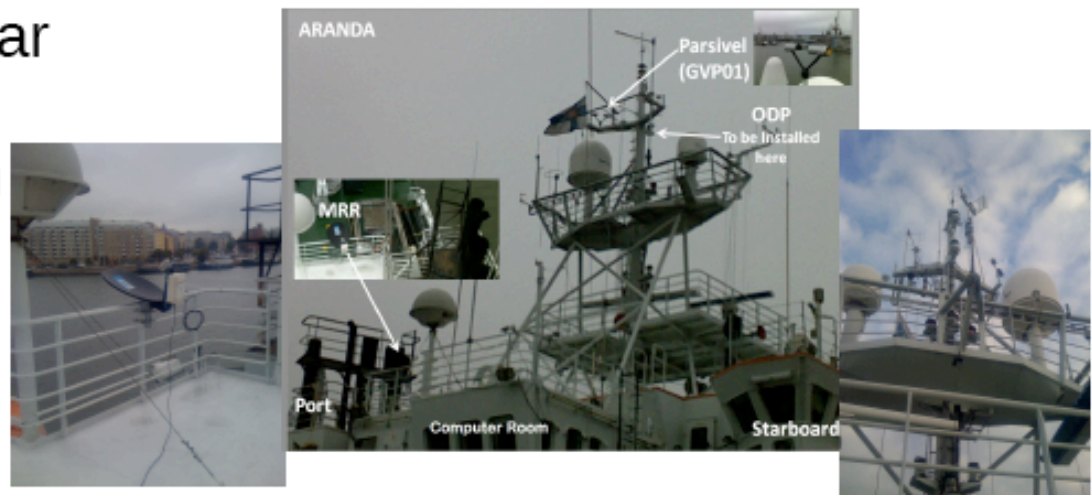 ar
ARANDA
Parsivel
(GVP01)
ODP
To be Installed
here
MRR
Port
Computer Room
Starboard